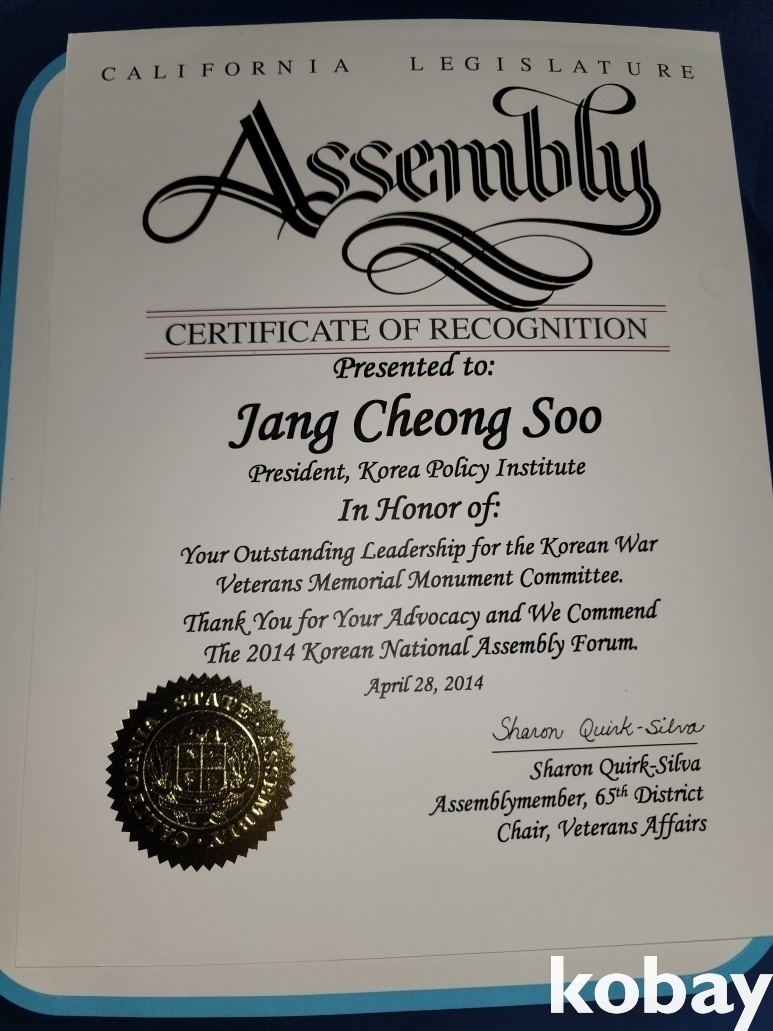 CALIFORNIA LEGISLATURE
Assembly
CERTIFICATE OF RECOGNITION
Presented to:
Jang Cheong Soo
President, Korea Policy Institute
In Honor of:
Your Outstanding Leadership for the Korean War
Veterans Memorial Monument Committee.
Thank You for Your Advocacy and We Commend
The 2014 Korean National Assembly Forum.
April 28, 2014
CALIFORNIA · STATE · ASSEMBLY ·
Sharon Quirk-Silva
Sharon Quirk-Silva
Assemblymember, 65th District
Chair, Veterans Affairs
kobay